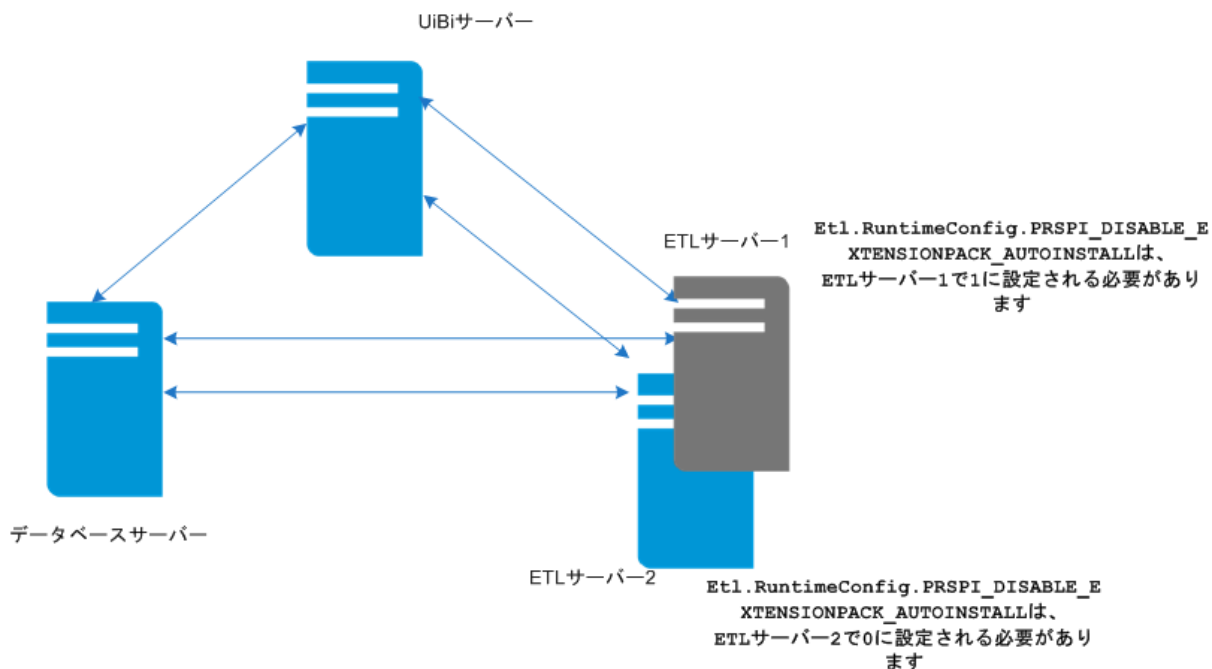 UiBiサーバー
ETLサーバー1
Etl.RuntimeConfig.PRSPI_DISABLE_E
XTENSIONPACK_AUTOINSTALLは、
ETLサーバー1で1に設定される必要があり
ます
データベースサーバー
ETLサーバー2
Etl.RuntimeConfig.PRSPI_DISABLE_E
XTENSIONPACK_AUTOINSTALLは、
ETLサーバー2で0に設定される必要があり
ます